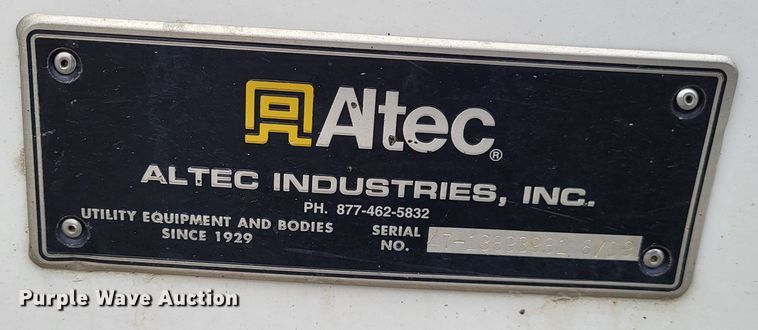 Altec®
ALTEC INDUSTRIES, INC.
PH. 877-462-5832
UTILITY EQUIPMENT AND BODIES
SINCE 1929
SERIAL
NO.
Purple Wave Auction